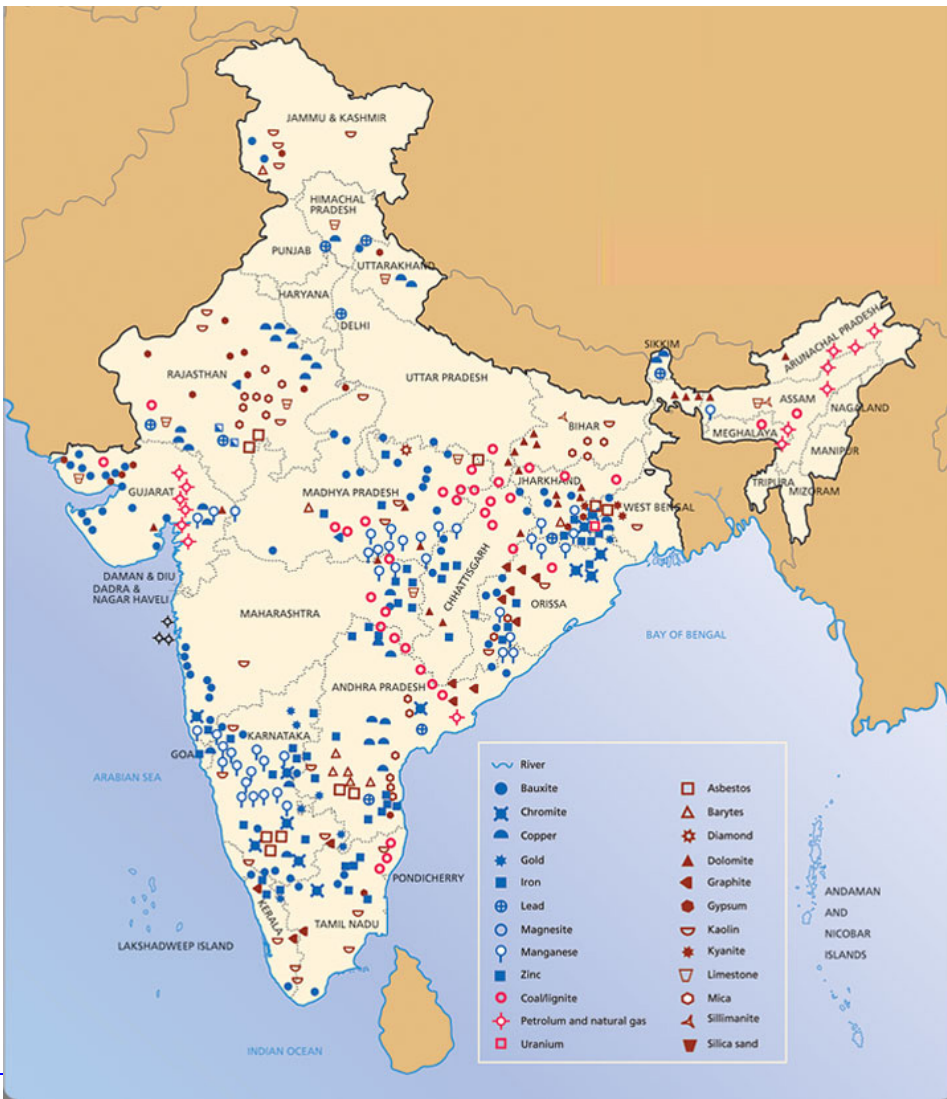 JAMMU & KASHMIR
HIMACHAL
PRADESH
PUNJAB
UTTARAKHAND
HARYANA
DELHI
RAJASTHAN
UTTAR PRADESH
SIKKIM
ARUNACHAL PRADESH
ASSAM
NAGALAND
BIHAR
MEGHALAYA
MANIPUR
TRIPURA
MIZORAM
GUJARAT
MADHYA PRADESH
JHARKHAND
WEST BENGAL
CHHATTISGARH
DAMAN & DIU
DADRA &
NAGAR HAVELI
MAHARASHTRA
ORISSA
BAY OF BENGAL
ANDHRA PRADESH
KARNATAKA
GOA
ARABIAN SEA
PONDICHERRY
KERALA
TAMIL NADU
LAKSHADWEEP ISLAND
INDIAN OCEAN
ANDAMAN
AND
NICOBAR
ISLANDS
River
Bauxite
Chromite
Copper
Gold
Iron
Lead
Magnesite
Manganese
Zinc
Coal/lignite
Petrolum and natural gas
Uranium
Asbestos
Barytes
Diamond
Dolomite
Graphite
Gypsum
Kaolin
Kyanite
Limestone
Mica
Sillimanite
Silica sand